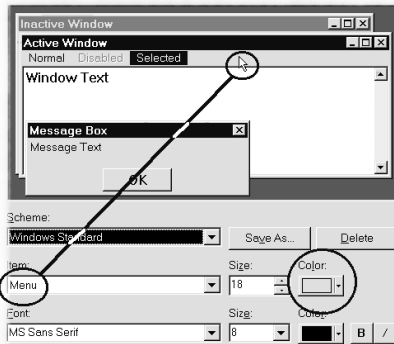 Inactive Window
Active Window
Normal Disabled Selected
Window Text
Message Box
Message Text
OK
Scheme:
Windows Standard
Save As... Delete
Item: Size: Color:
Menu 18
Font: Size: Color:
MS Sans Serif 8 B /